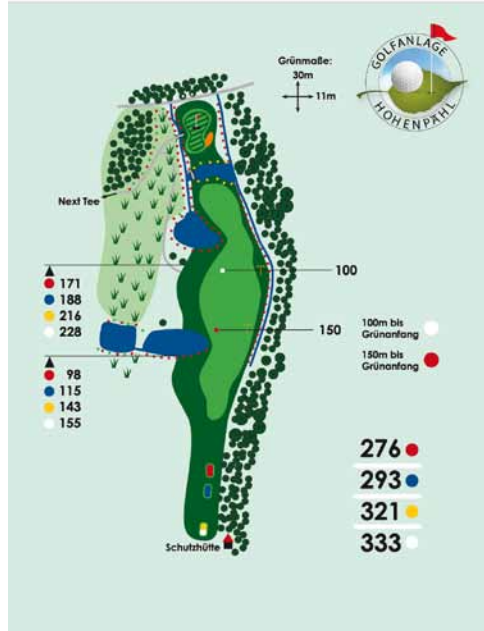 Grünmaße:
30m
11m
GOLFANLAGE
HOHENPÄHL
Next Tee
171
188
216
228
100
150
100m bis
Grünanfang
150m bis
Grünanfang
98
115
143
155
276
293
321
333
Schutzhütte